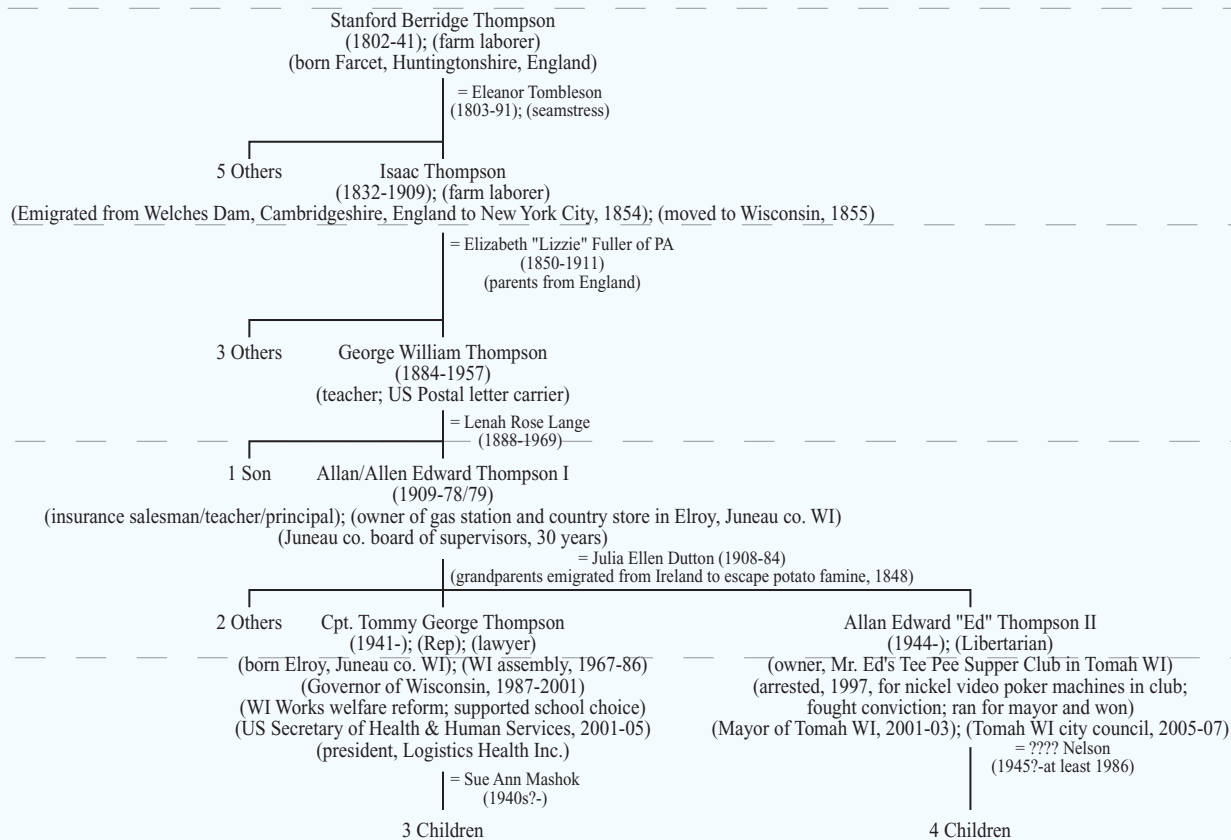 Stanford Berridge Thompson
(1802-41); (farm laborer)
(born Farcet, Huntingtonshire, England)
= Eleanor Tombleson
(1803-91); (seamstress)
5 Others
Isaac Thompson
(1832-1909); (farm laborer)
(Emigrated from Welches Dam, Cambridgeshire, England to New York City, 1854); (moved to Wisconsin, 1855)
= Elizabeth "Lizzie" Fuller of PA
(1850-1911)
(parents from England)
3 Others
George William Thompson
(1884-1957)
(teacher; US Postal letter carrier)
= Lenah Rose Lange
(1888-1969)
1 Son
Allan/Allen Edward Thompson I
(1909-78/79)
(insurance salesman/teacher/principal); (owner of gas station and country store in Elroy, Juneau co. WI)
(Juneau co. board of supervisors, 30 years)
= Julia Ellen Dutton (1908-84)
(grandparents emigrated from Ireland to escape potato famine, 1848)
2 Others
Cpt. Tommy George Thompson
(1941-); (Rep); (lawyer)
(born Elroy, Juneau co. WI); (WI assembly, 1967-86)
(Governor of Wisconsin, 1987-2001)
(WI Works welfare reform; supported school choice)
(US Secretary of Health & Human Services, 2001-05)
(president, Logistics Health Inc.)
= Sue Ann Mashok
(1940s?-)
3 Children
Allan Edward "Ed" Thompson II
(1944-); (Libertarian)
(owner, Mr. Ed's Tee Pee Supper Club in Tomah WI)
(arrested, 1997, for nickel video poker machines in club;
fought conviction; ran for mayor and won)
(Mayor of Tomah WI, 2001-03); (Tomah WI city council, 2005-07)
= ???? Nelson
(1945?-at least 1986)
4 Children